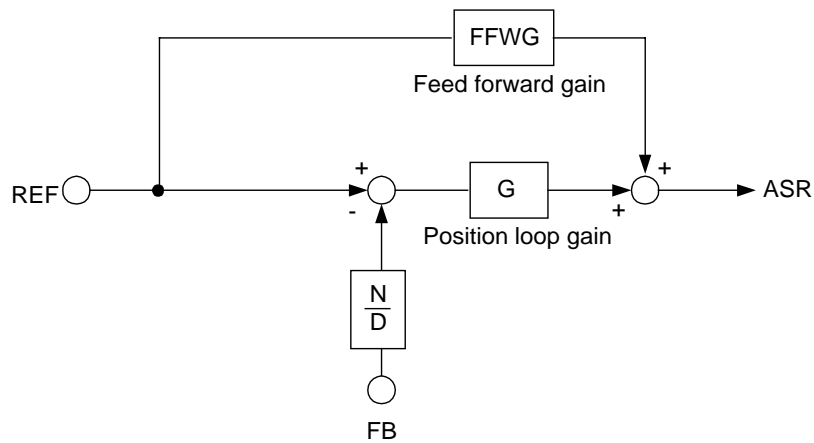 FFWG
Feed forward gain
+
REF
+
-
G
+
ASR
Position loop gain
N
D
FB